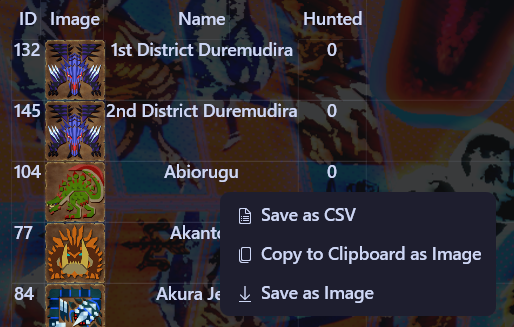 ID Image Name Hunted
132 1st District Duremudira 0
145 2nd District Duremudira 0
104 Abiorugu 0
Save as CSV
77
Copy to Clipboard as Image
84 Akura
Save as Image